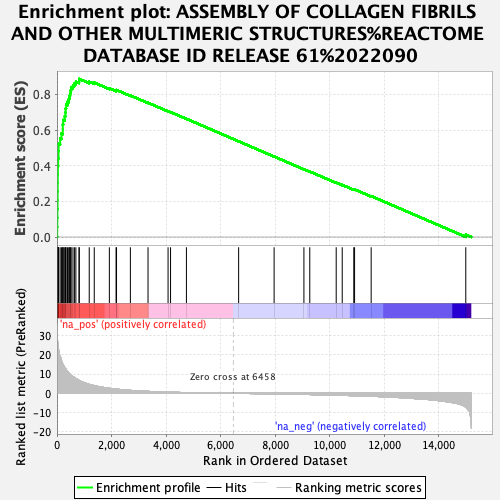 Enrichment plot: ASSEMBLY OF COLLAGEN FIBRILS
AND OTHER MULTIMERIC STRUCTURES%REACTOME
DATABASE ID RELEASE 61%2022090
Enrichment score (ES)
0.8
0.6
0.4
0.2
0.0
'na_pos' (positively correlated)
Ranked list metric (PreRanked)
30
20
10
0
-10
-20
Zero cross at 6458
'na_neg' (negatively correlated)
0 2,000 4,000 6,000 8,000 10,000 12,000 14,000
Rank in Ordered Dataset
Enrichment profile Hits Ranking metric scores